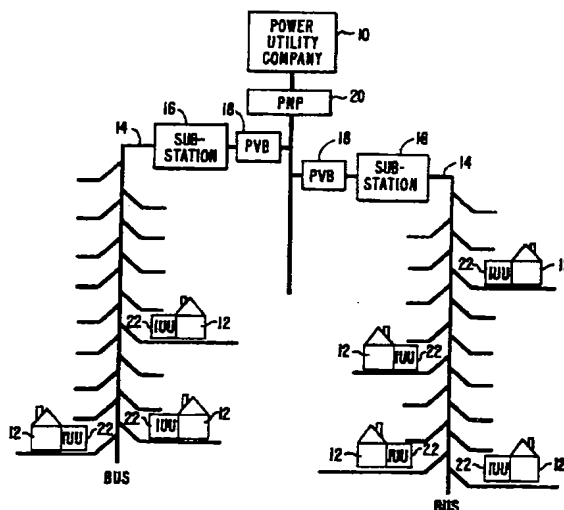 POWER
UTILITY
COMPANY
10
PNP
20
14
16
SUB-
STATION
18
PVB
18
PVB
16
SUB-
STATION
14
22
IUU
12
22
IUU
12
12
IUU
22
22
IUU
12
12
IUU
22
12
IUU
22
22
IUU
12
BUS
BUS